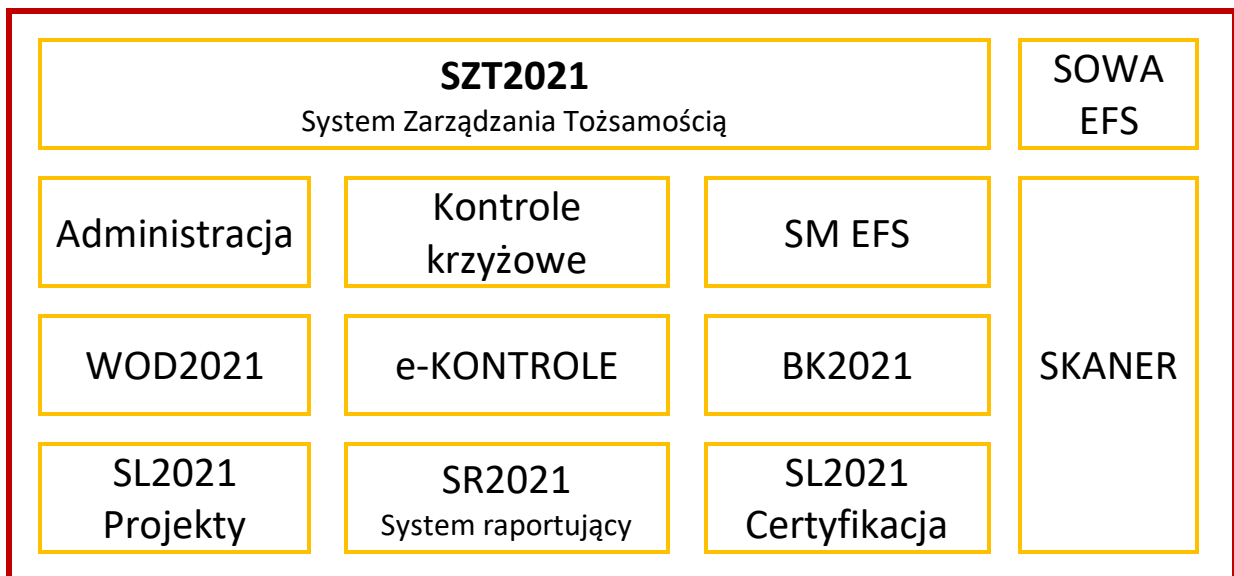 SZT2021
System Zarządzania Tożsamością
SOWA
EFS
Administracja
Kontrole
krzyżowe
SM EFS
SKANER
WOD2021
e-KONTROLE
BK2021
SL2021
Projekty
SR2021
System raportujący
SL2021
Certyfikacja